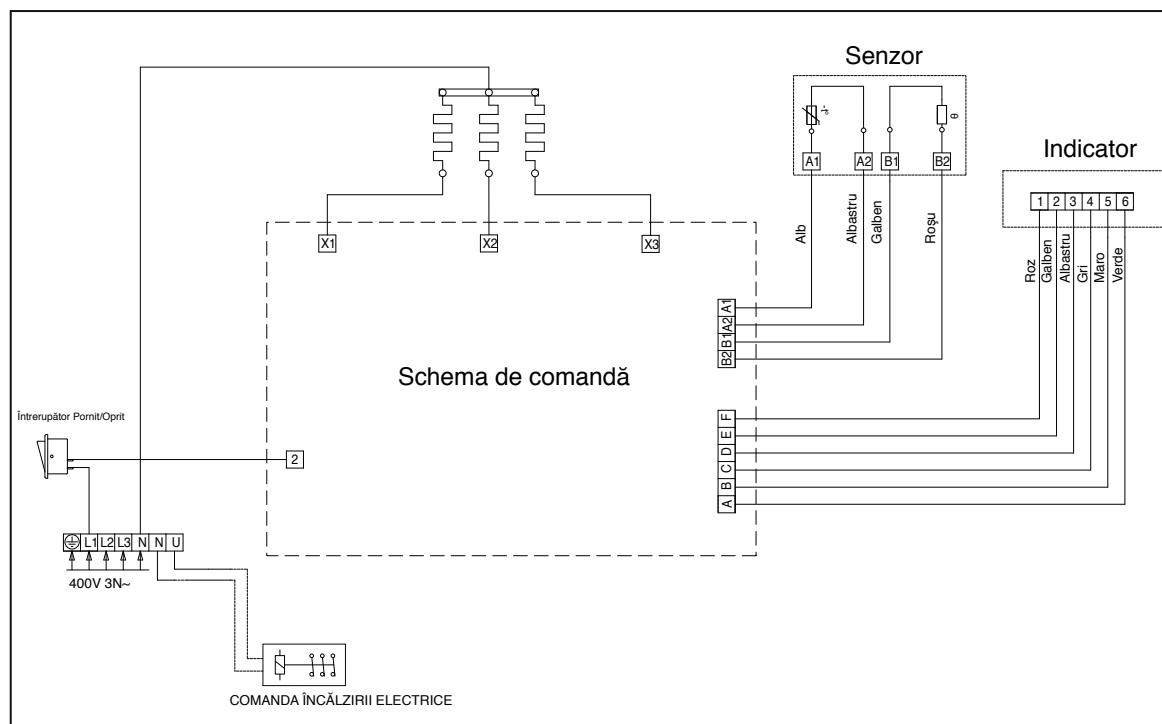 Senzor
A1 A2 B1 B2
Indicator
1 2 3 4 5 6
Alb
Albastru
Galben
Roșu
Roz
Galben
Albastru
Gri
Maro
Verde
X1 X2 X3
A1
A2
B1
B2
Schema de comandă
F
E
D
C
B
A
Întrerupător Pornit/Oprit
2
L1 L2 L3 N N U
400V 3N~
COMANDA ÎNCĂLZIRII ELECTRICE